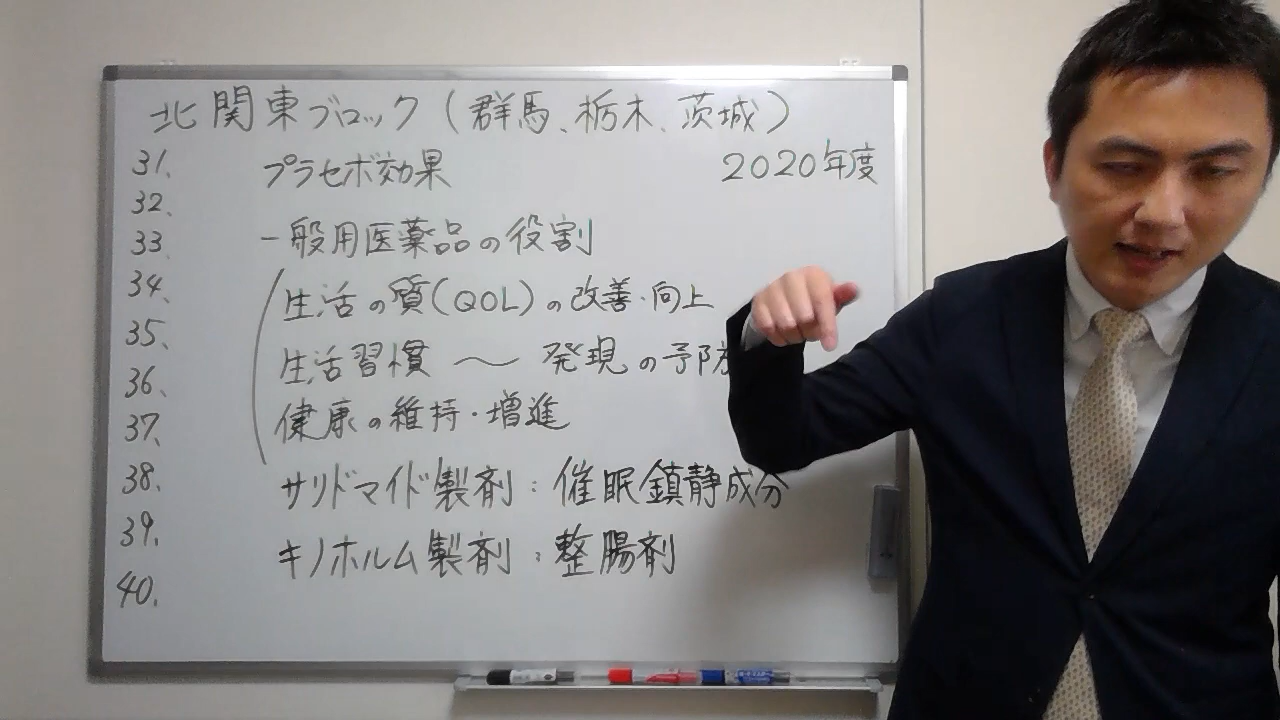 北関東ブロック(群馬、栃木、茨城)
31. プラセボ効果 2020年度
32.
33. 一般用医薬品の役割
34. 生活の質(QOL)の改善・向上
35. 生活習慣 〜 発現の予防
36.
37. 健康の維持・増進
38. サリドマイド製剤:催眠鎮静成分
39. キノホルム製剤:整腸剤
40.